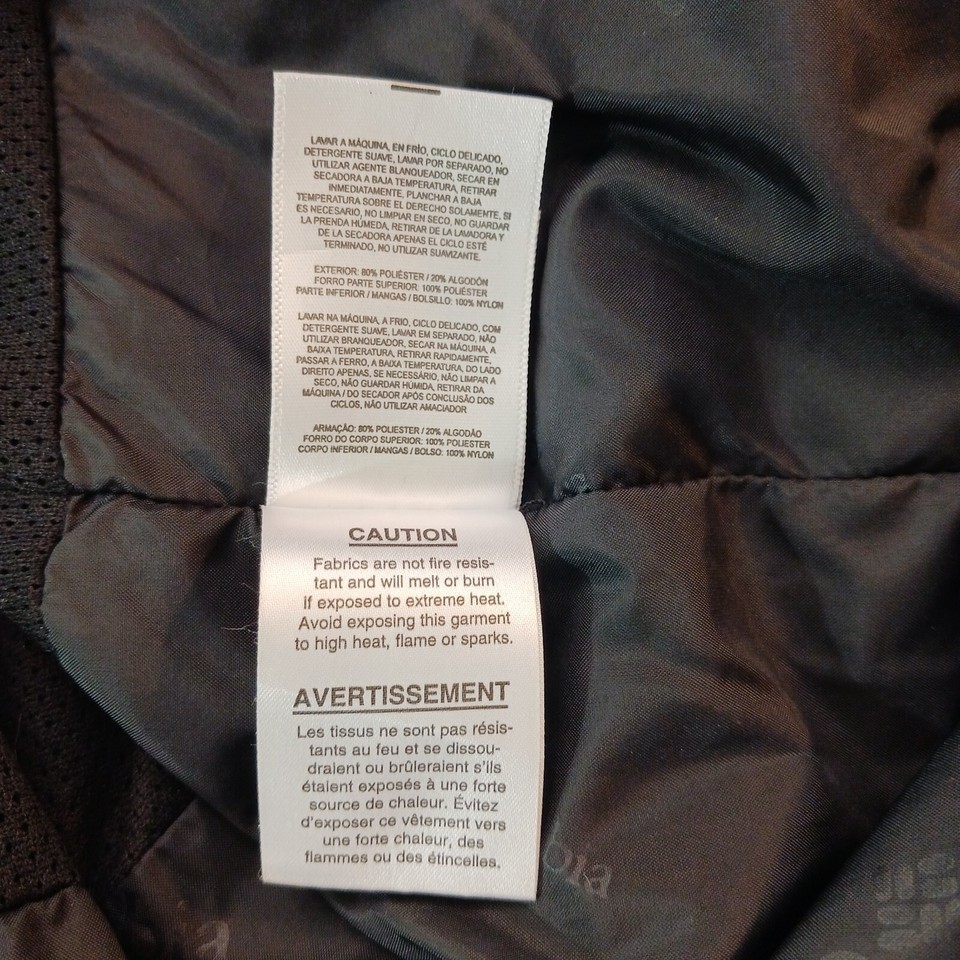 LAVAR A MÁQUINA, EN FRÍO, CICLO DELICADO,
DETERGENTE SUAVE, LAVAR POR SEPARADO, NO
UTILIZAR AGENTE BLANQUEADOR, SECAR EN
SECADORA A BAJA TEMPERATURA, RETIRAR
INMEDIATAMENTE, PLANCHAR A BAJA
TEMPERATURA SOBRE EL DERECHO SOLAMENTE, SI
ES NECESARIO, NO LIMPIAR EN SECO, NO GUARDAR
LA PRENDA HÚMEDA, RETIRAR DE LA LAVADORA Y
DE LA SECADORA APENAS EL CICLO ESTÉ
TERMINADO, NO UTILIZAR SUAVIZANTE.
EXTERIOR: 80% POLIÉSTER / 20% ALGODÓN
FORRO PARTE SUPERIOR: 100% POLIÉSTER
PARTE INFERIOR / MANGAS / BOLSILLO: 100% NYLON
LAVAR NA MÁQUINA, A FRIO, CICLO DELICADO, COM
DETERGENTE SUAVE, LAVAR EM SEPARADO, NÃO
UTILIZAR BRANQUEADOR, SECAR NA MÁQUINA, A
BAIXA TEMPERATURA, RETIRAR RAPIDAMENTE,
PASSAR A FERRO, A BAIXA TEMPERATURA, DO LADO
DIREITO APENAS, SE NECESSÁRIO, NÃO LIMPAR A
SECO, NÃO GUARDAR HÚMIDA, RETIRAR DA
MÁQUINA / DO SECADOR APÓS CONCLUSÃO DOS
CICLOS, NÃO UTILIZAR AMACIADOR
ARMAÇÃO: 80% POLIESTER / 20% ALGODÃO
FORRO DO CORPO SUPERIOR: 100% POLIESTER
CORPO INFERIOR / MANGAS / BOLSO: 100% NYLON
CAUTION
Fabrics are not fire resis-
tant and will melt or burn
if exposed to extreme heat.
Avoid exposing this garment
to high heat, flame or sparks.
AVERTISSEMENT
Les tissus ne sont pas résis-
tants au feu et se dissou-
draient ou brûleraient s'ils
étaient exposés à une forte
source de chaleur. Évitez
d'exposer ce vêtement vers
une forte chaleur, des
flammes ou des étincelles.
bia